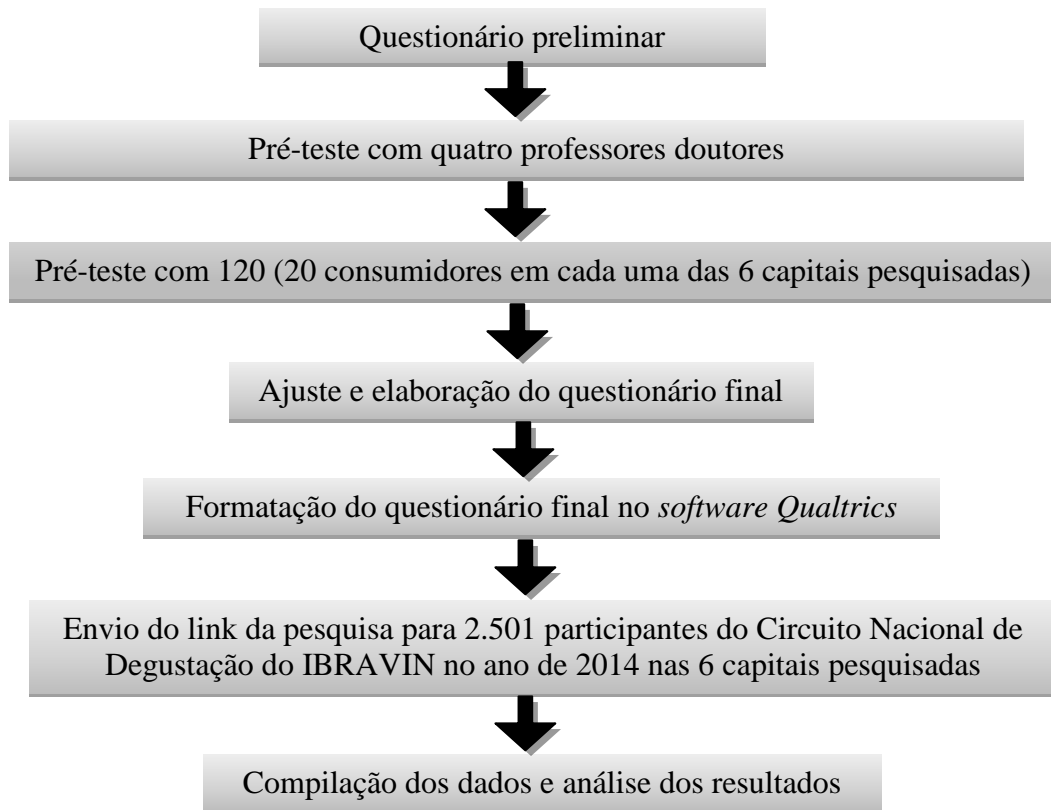 Questionário preliminar
Pré-teste com quatro professores doutores
Pré-teste com 120 (20 consumidores em cada uma das 6 capitais pesquisadas)
Ajuste e elaboração do questionário final
Formatação do questionário final no software Qualtrics
Envio do link da pesquisa para 2.501 participantes do Circuito Nacional de
Degustação do IBRAVIN no ano de 2014 nas 6 capitais pesquisadas
Compilação dos dados e análise dos resultados